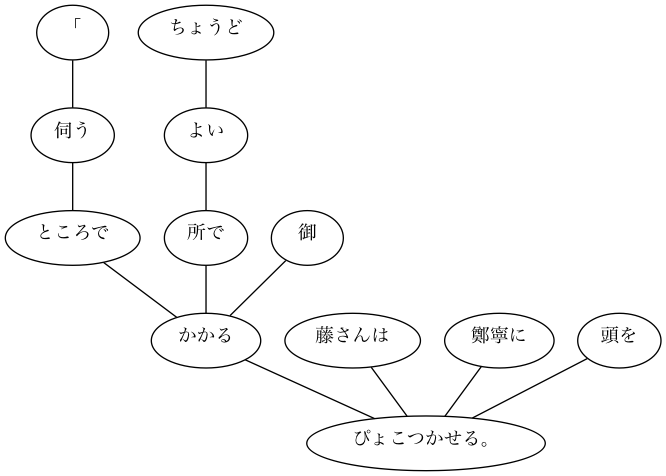 「
ちょうど
伺う
よい
ところで
所で
御
かかる
藤さんは
鄭寧に
頭を
ぴょこつかせる。